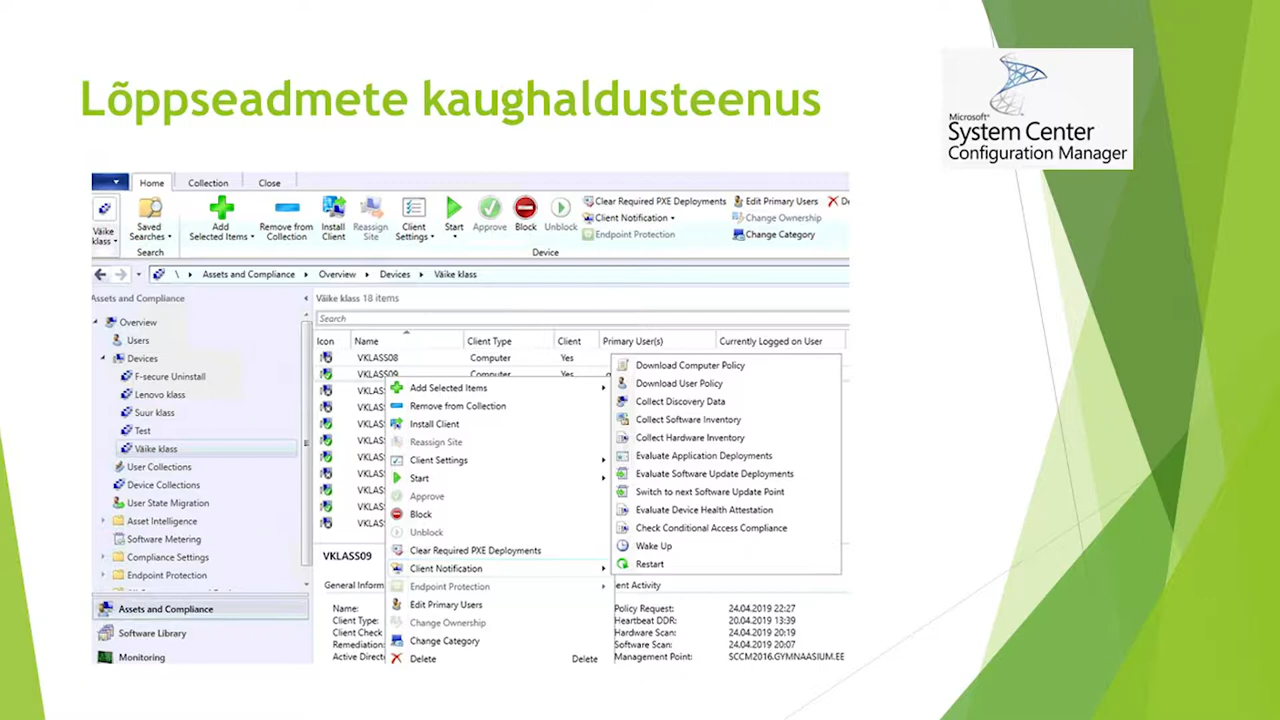 Lõppseadmete kaughaldusteenus
Microsoft®
System Center
Configuration Manager
Home Collection Close
Väike klass
Saved Searches
Search
Add Selected Items
Remove from Collection
Install Client
Reassign Site
Client Settings
Start
Approve
Block
Unblock
Clear Required PXE Deployments
Client Notification
Endpoint Protection
Edit Primary Users
Change Ownership
Change Category
Device
\ Assets and Compliance Overview Devices Väike klass
Assets and Compliance
Overview
Users
Devices
F-secure Uninstall
Lenovo klass
Suur klass
Test
Väike klass
User Collections
Device Collections
User State Migration
Asset Intelligence
Software Metering
Compliance Settings
Endpoint Protection
Assets and Compliance
Software Library
Monitoring
Väike klass 18 items
Search
Icon Name Client Type Client Primary User(s) Currently Logged on User
VKLASS08 Computer Yes
VKLASS09 Computer Yes
Add Selected Items
Remove from Collection
Install Client
Reassign Site
Client Settings
Start
Approve
Block
Unblock
Clear Required PXE Deployments
Client Notification
Endpoint Protection
Edit Primary Users
Change Ownership
Change Category
Delete Delete
Download Computer Policy
Download User Policy
Collect Discovery Data
Collect Software Inventory
Collect Hardware Inventory
Evaluate Application Deployments
Evaluate Software Update Deployments
Switch to next Software Update Point
Evaluate Device Health Attestation
Check Conditional Access Compliance
Wake Up
Restart
VKLASS09
General Inform
Name:
Client Type:
Client Check
Remediation:
Active Direct
ent Activity
Policy Request: 24.04.2019 22:27
Heartbeat DDR: 20.04.2019 13:39
Hardware Scan: 24.04.2019 20:19
Software Scan: 24.04.2019 20:07
Management Point: SCCM2016.GYMNAASIUM.EE